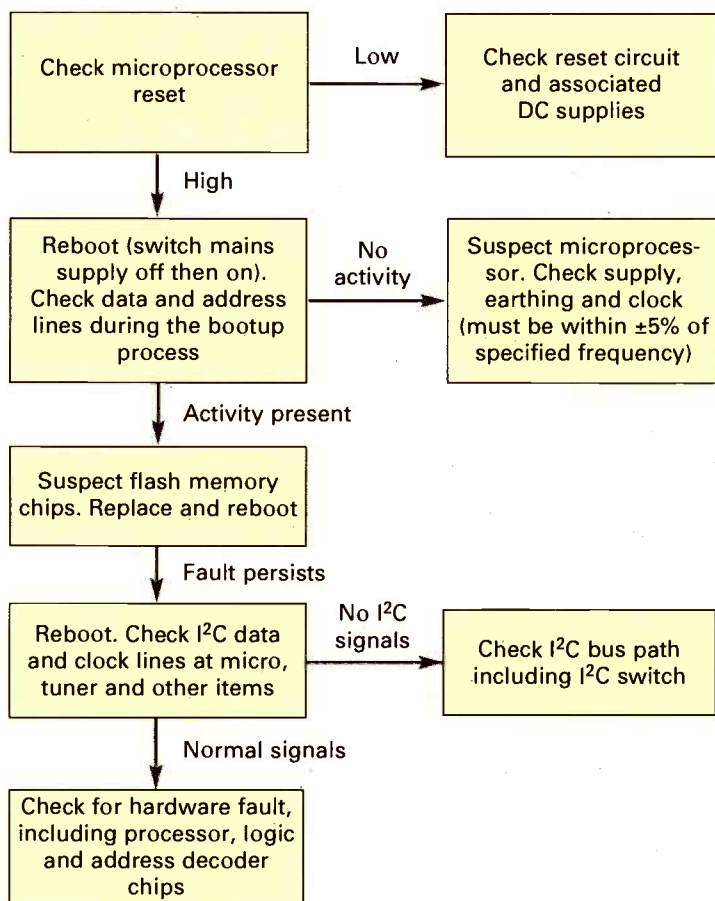 Check microprocessor
reset
Low
Check reset circuit
and associated
DC supplies
High
Reboot (switch mains
supply off then on).
Check data and address
lines during the bootup
process
No
activity
Suspect microproces-
sor. Check supply,
earthing and clock
(must be within ±5% of
specified frequency)
Activity present
Suspect flash memory
chips. Replace and reboot
Fault persists
Reboot. Check I²C data
and clock lines at micro,
tuner and other items
No I²C
signals
Check I²C bus path
including I²C switch
Normal signals
Check for hardware fault,
including processor, logic
and address decoder
chips